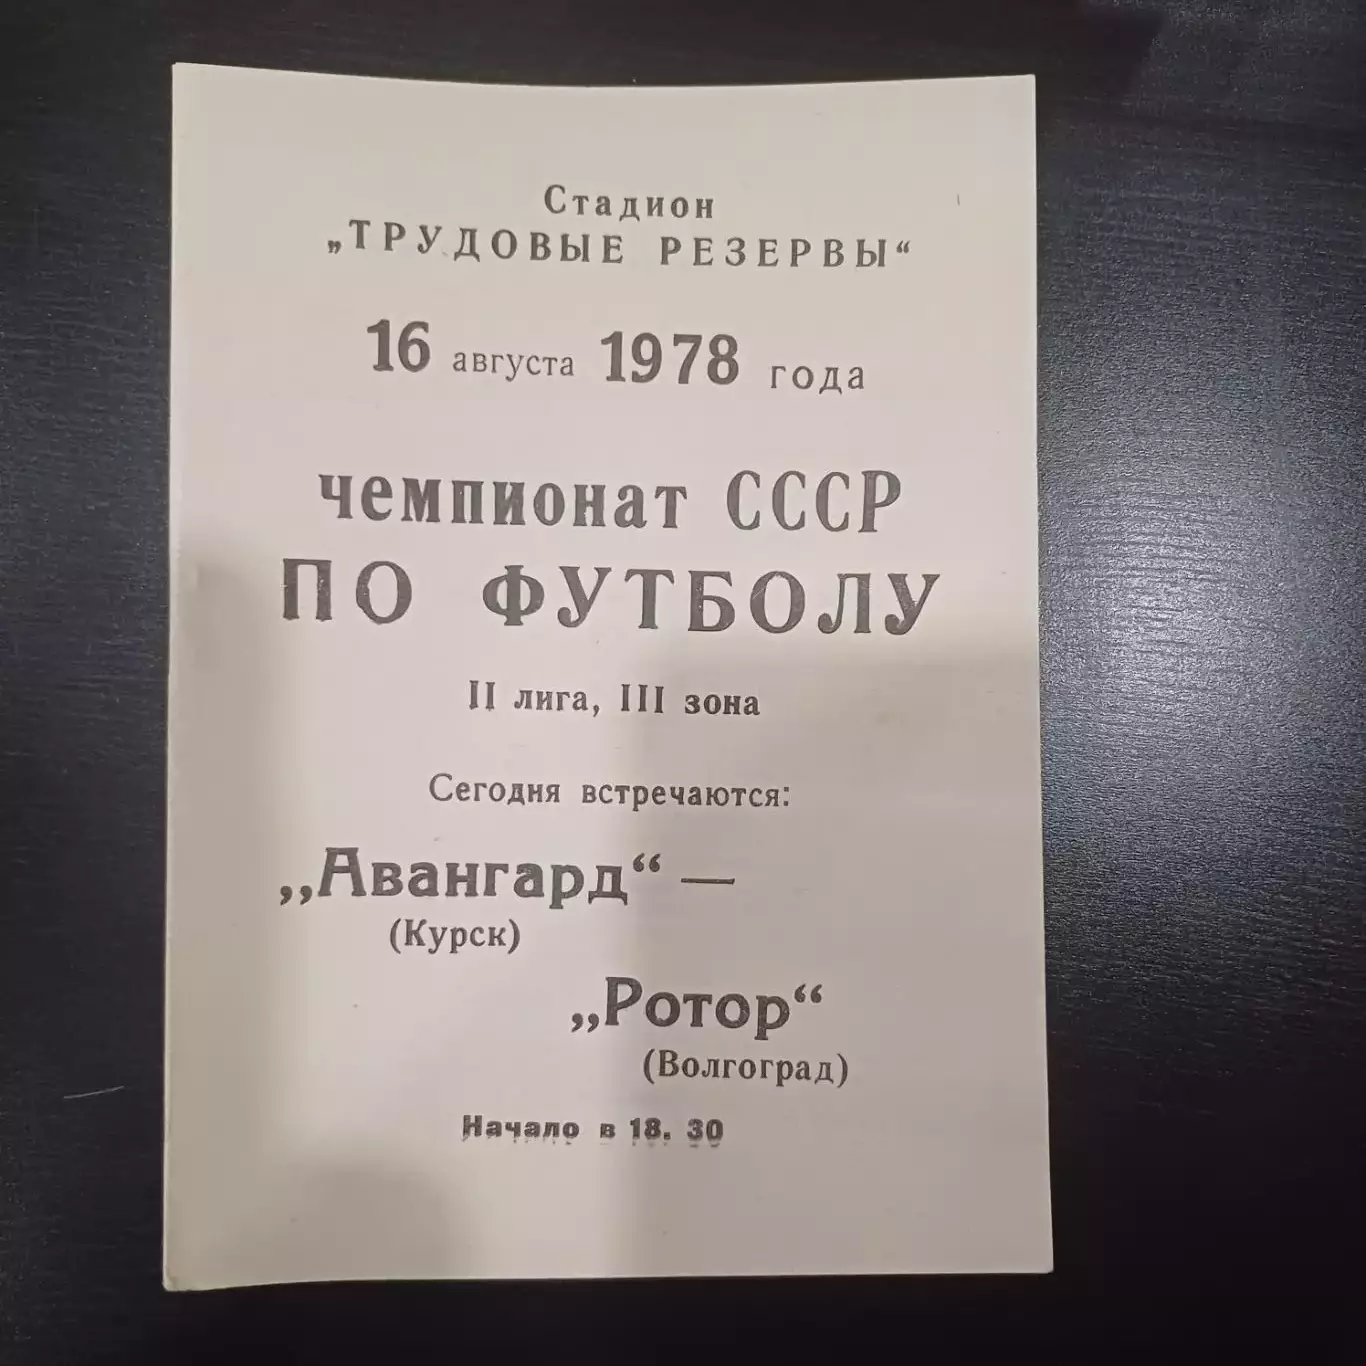 Стадион
„ТРУДОВЫЕ РЕЗЕРВЫ“
16 августа 1978 года
чемпионат СССР
ПО ФУТБОЛУ
II лига, III зона
Сегодня встречаются:
„Авангард“ —
(Курск)
„Ротор“
(Волгоград)
Начало в 18. 30